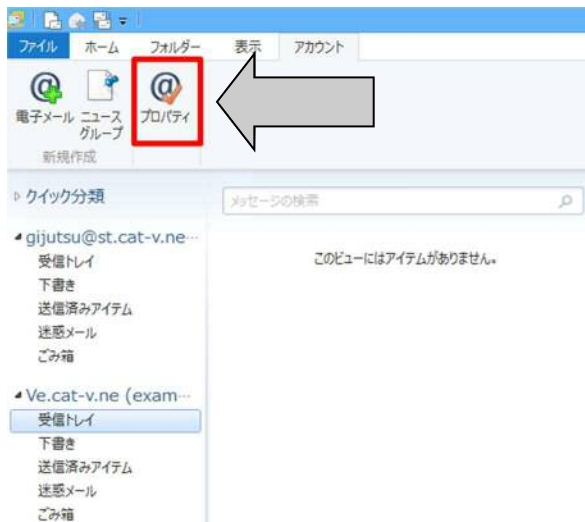 ファイル ホーム フォルダー 表示 アカウント
電子メール ニュース グループ プロパティ
新規作成
クイック分類
メッセージの検索
gijutsu@st.cat-v.ne…
このビューにはアイテムがありません。
受信トレイ
下書き
送信済みアイテム
迷惑メール
ごみ箱
Ve.cat-v.ne (exam…
受信トレイ
下書き
送信済みアイテム
迷惑メール
ごみ箱